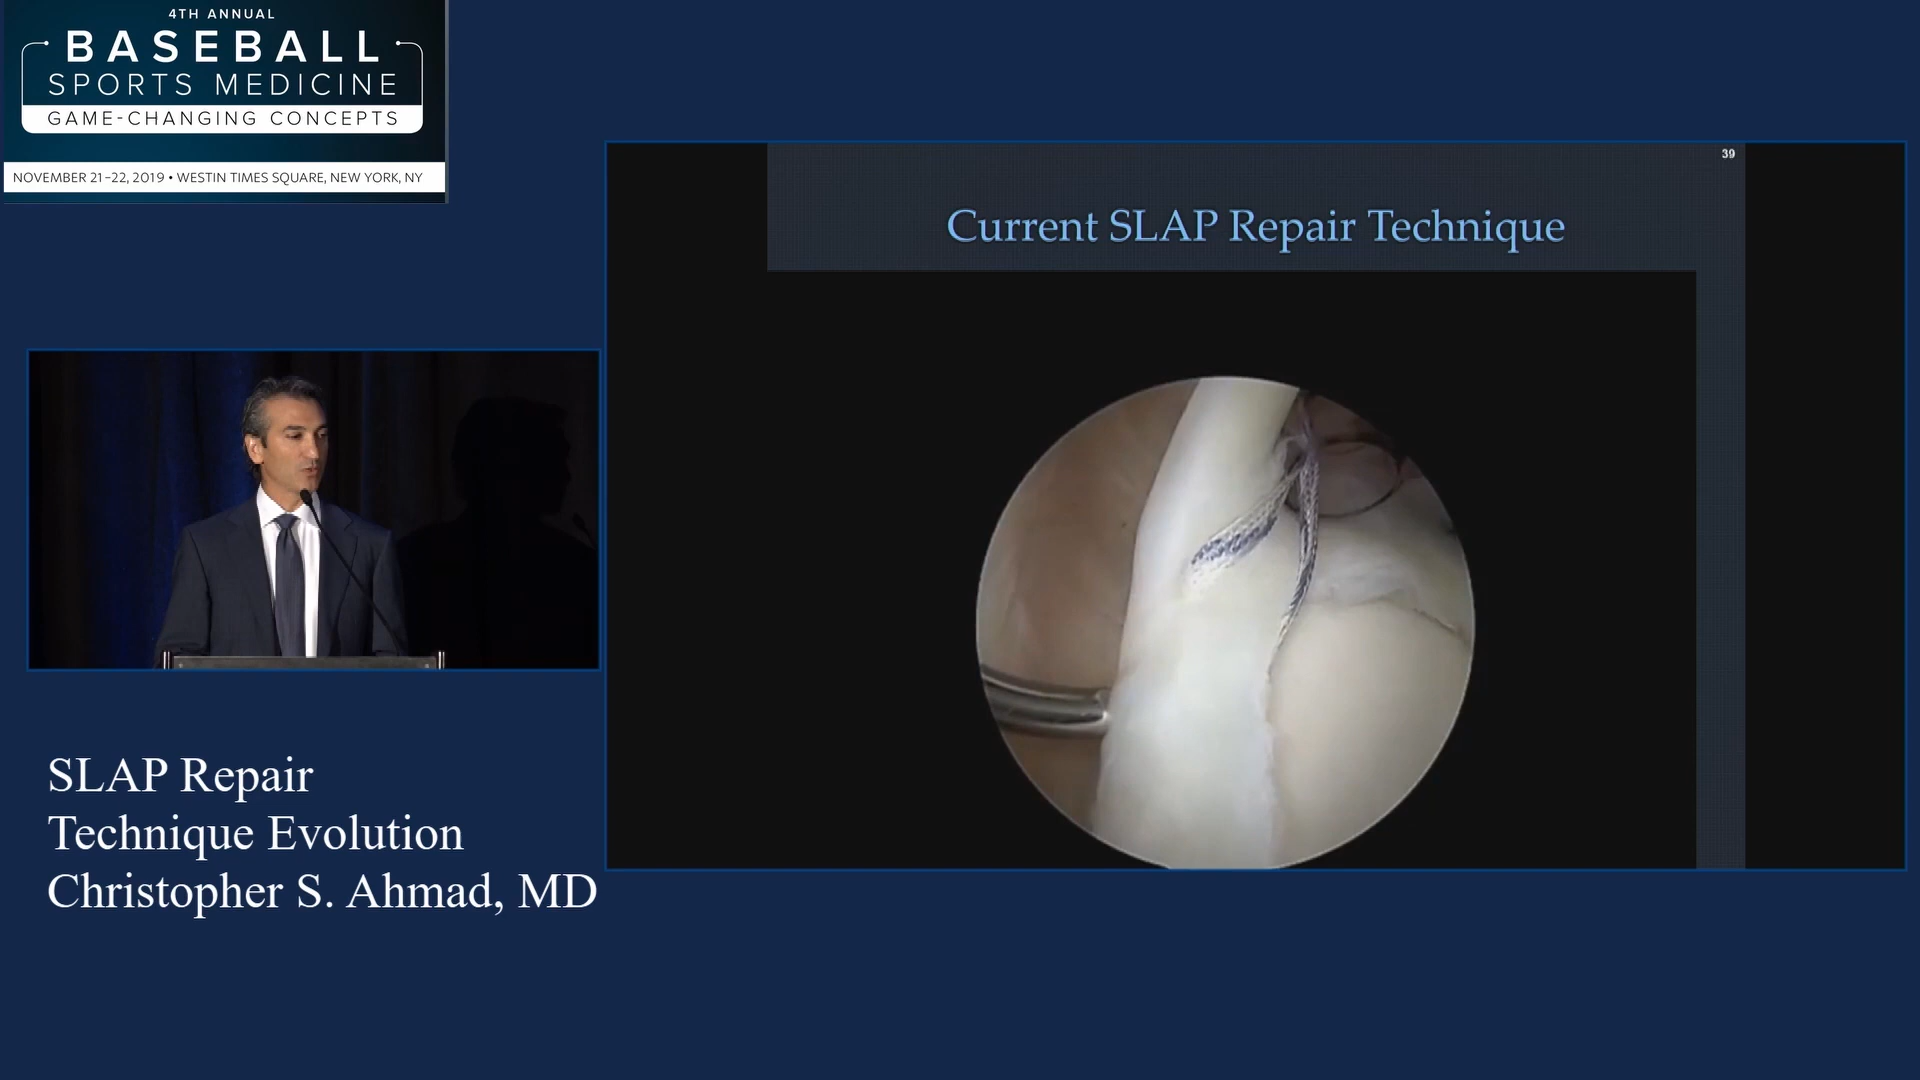 4TH ANNUAL
BASEBALL
SPORTS MEDICINE
GAME-CHANGING CONCEPTS
NOVEMBER 21-22, 2019 • WESTIN TIMES SQUARE, NEW YORK, NY
39
Current SLAP Repair Technique
SLAP Repair
Technique Evolution
Christopher S. Ahmad, MD